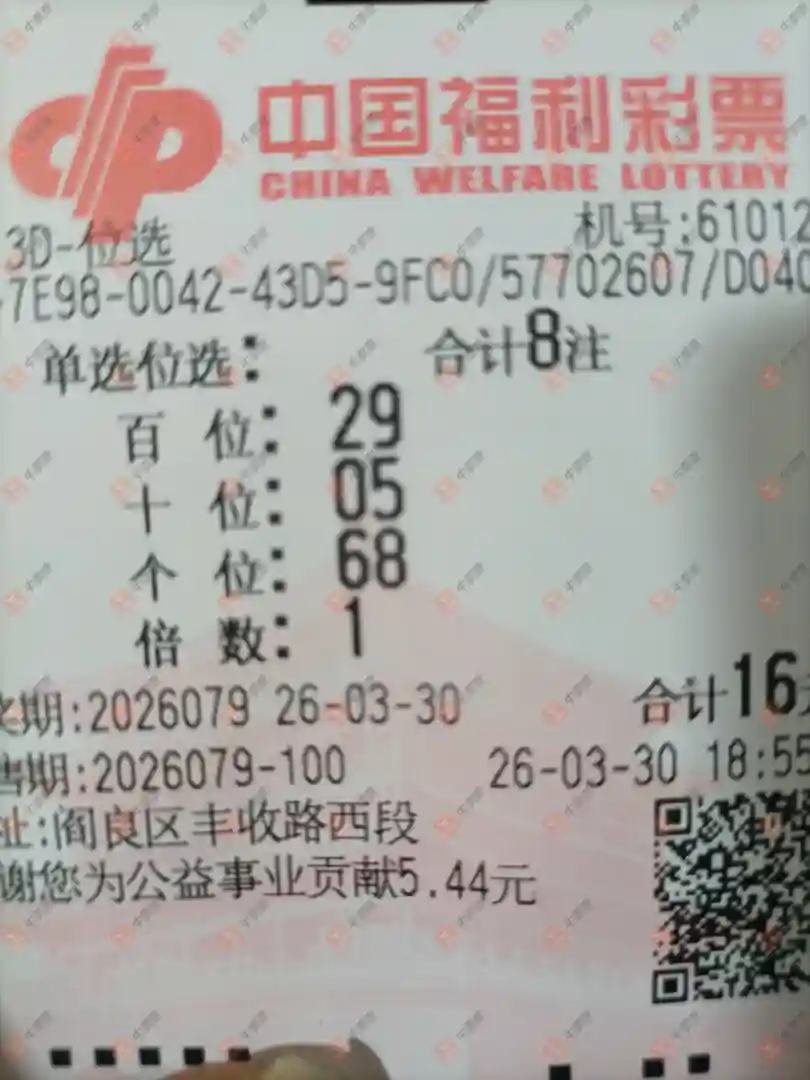 中国福利彩票
CHINA WELFARE LOTTERY
3D-位选 机号:61012
7E98-0042-43D5-9FC0/57702607/D040
单选位选: 合计8注
百 位: 29
十 位: 05
个 位: 68
倍 数: 1
奖期:2026079 26-03-30 合计16元
售期:2026079-100 26-03-30 18:55
址:阎良区丰收路西段
谢您为公益事业贡献5.44元